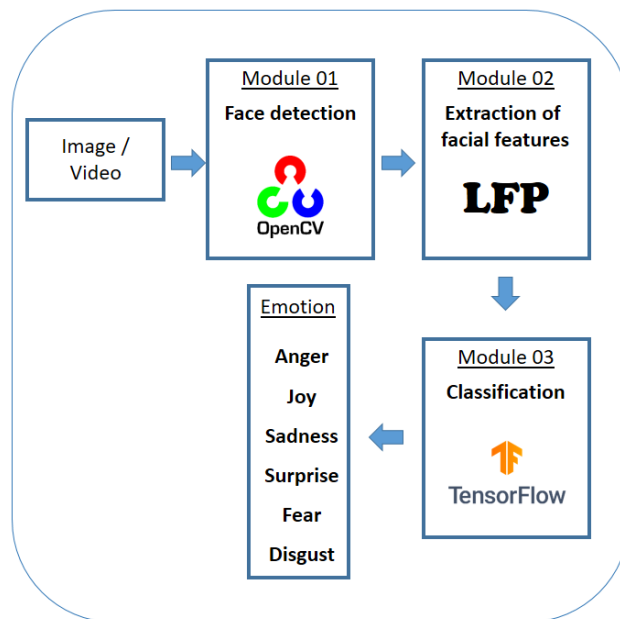 Image /
Video
Module 01
Face detection
OpenCV
Module 02
Extraction of
facial features
LFP
Module 03
Classification
TensorFlow
Emotion
Anger
Joy
Sadness
Surprise
Fear
Disgust